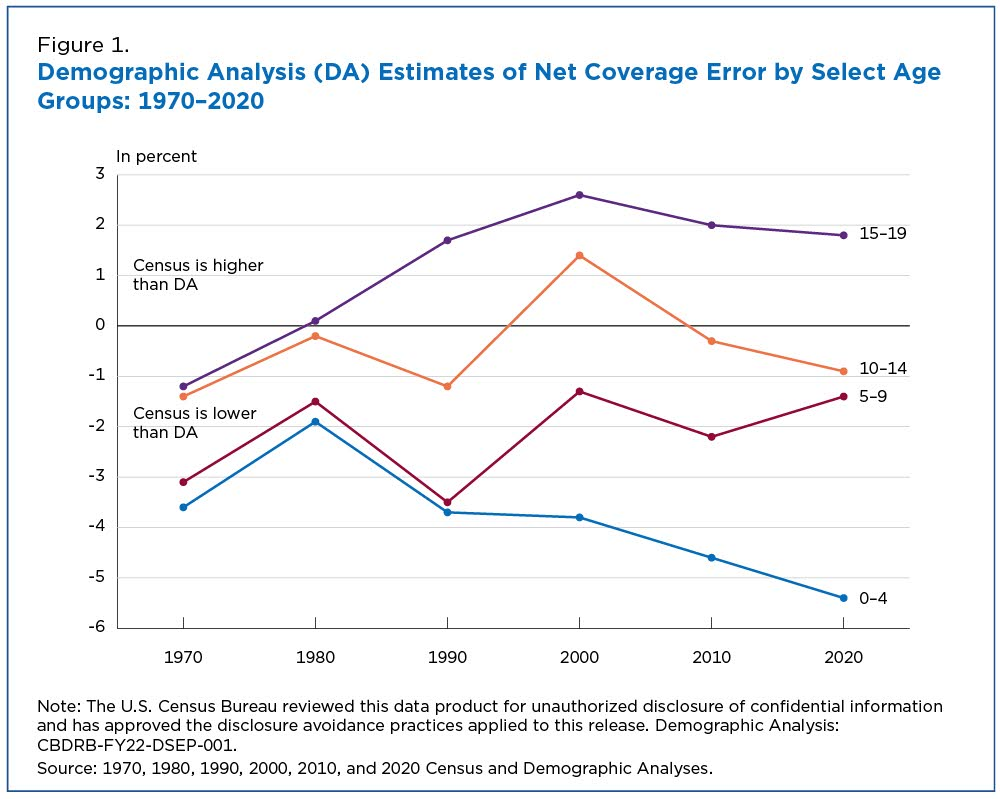 Figure 1.
Demographic Analysis (DA) Estimates of Net Coverage Error by Select Age
Groups: 1970–2020
In percent
3
2
1
0
-1
-2
-3
-4
-5
-6
Census is higher
than DA
Census is lower
than DA
15–19
10–14
5–9
0–4
1970 1980 1990 2000 2010 2020
Note: The U.S. Census Bureau reviewed this data product for unauthorized disclosure of confidential information
and has approved the disclosure avoidance practices applied to this release. Demographic Analysis:
CBDRB-FY22-DSEP-001.
Source: 1970, 1980, 1990, 2000, 2010, and 2020 Census and Demographic Analyses.